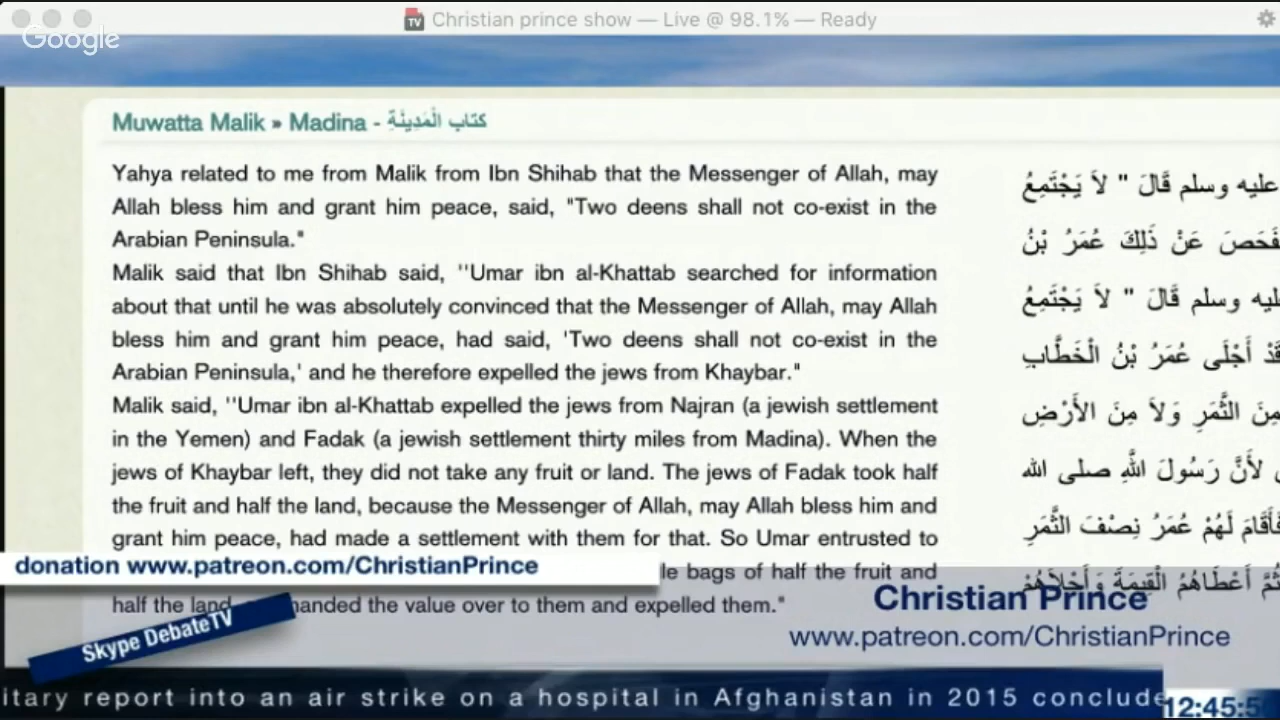 Christian prince show — Live @ 98.1% — Ready
TV
Google
Muwatta Malik » Madina - كتاب الْمَدِينَةِ
Yahya related to me from Malik from Ibn Shihab that the Messenger of Allah, may
Allah bless him and grant him peace, said, "Two deens shall not co-exist in the
Arabian Peninsula."
Malik said that Ibn Shihab said, ''Umar ibn al-Khattab searched for information
about that until he was absolutely convinced that the Messenger of Allah, may Allah
bless him and grant him peace, had said, 'Two deens shall not co-exist in the
Arabian Peninsula,' and he therefore expelled the jews from Khaybar."
Malik said, ''Umar ibn al-Khattab expelled the jews from Najran (a jewish settlement
in the Yemen) and Fadak (a jewish settlement thirty miles from Madina). When the
jews of Khaybar left, they did not take any fruit or land. The jews of Fadak took half
the fruit and half the land, because the Messenger of Allah, may Allah bless him and
grant him peace, had made a settlement with them for that. So Umar entrusted to
bags of half the fruit and
half the land handed the value over to them and expelled them."
عليه وسلم قَالَ " لاَ يَجْتَمِعُ
فَحَصَ عَنْ ذَلِكَ عُمَرُ بْنُ
عليه وسلم قَالَ " لاَ يَجْتَمِعُ
قَدْ أَجْلَى عُمَرُ بْنُ الْخَطَّابِ
مِنَ الثَّمَرِ وَلاَ مِنَ الأَرْضِ
لأَنَّ رَسُولَ اللَّهِ صلى الله
فَأَقَامَ لَهُمْ عُمَرُ نِصْفَ الثَّمَرِ
ثُمَّ أَعْطَاهُمُ الْقِيمَةَ وَأَجْلاَهُمْ
donation www.patreon.com/ChristianPrince
Christian Prince
www.patreon.com/ChristianPrince
Skype DebateTV
itary report into an air strike on a hospital in Afghanistan in 2015 conclude
12:45:5